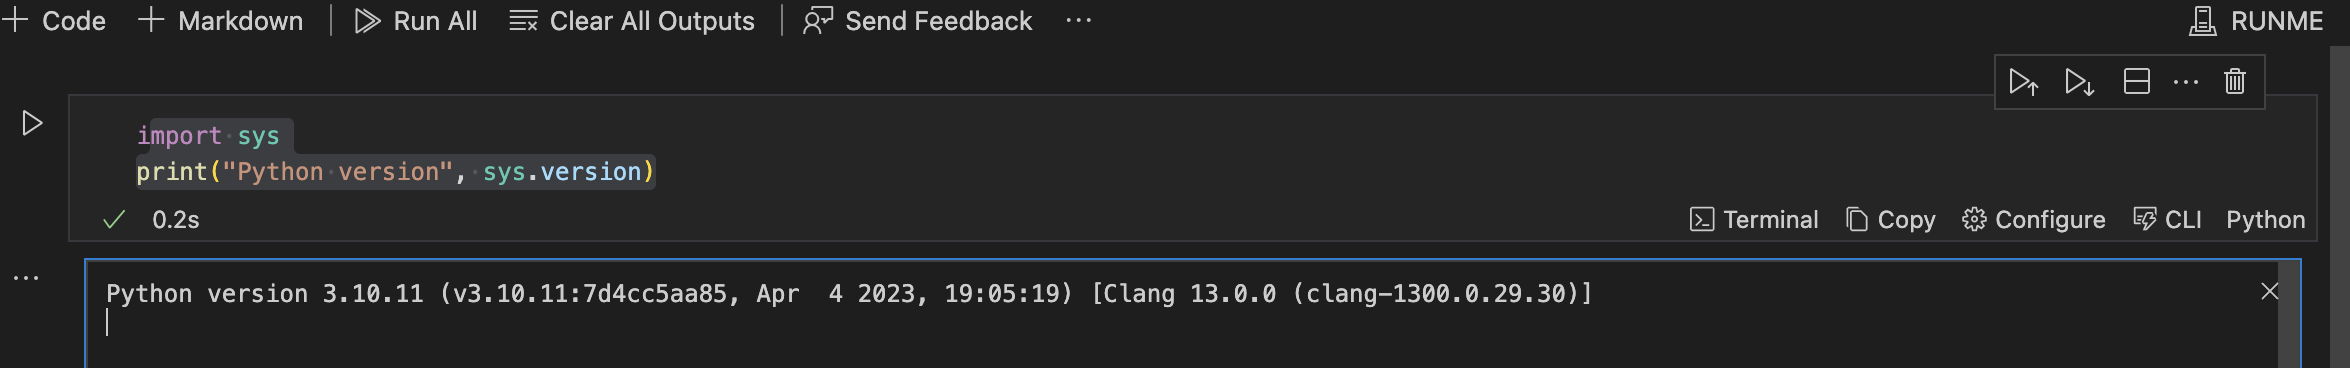 Code Markdown Run All Clear All Outputs Send Feedback ··· RUNME
···
import sys
print("Python version", sys.version)
0.2s Terminal Copy Configure CLI Python
···
Python version 3.10.11 (v3.10.11:7d4cc5aa85, Apr  4 2023, 19:05:19) [Clang 13.0.0 (clang-1300.0.29.30)]